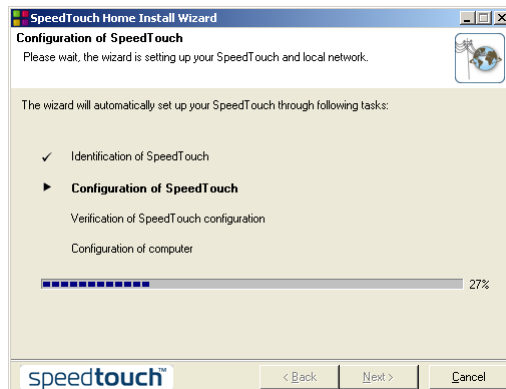 SpeedTouch Home Install Wizard
Configuration of SpeedTouch
Please wait, the wizard is setting up your SpeedTouch and local network.
The wizard will automatically set up your SpeedTouch through following tasks:
Identification of SpeedTouch
Configuration of SpeedTouch
Verification of SpeedTouch configuration
Configuration of computer
27%
speedtouch™
< Back Next > Cancel